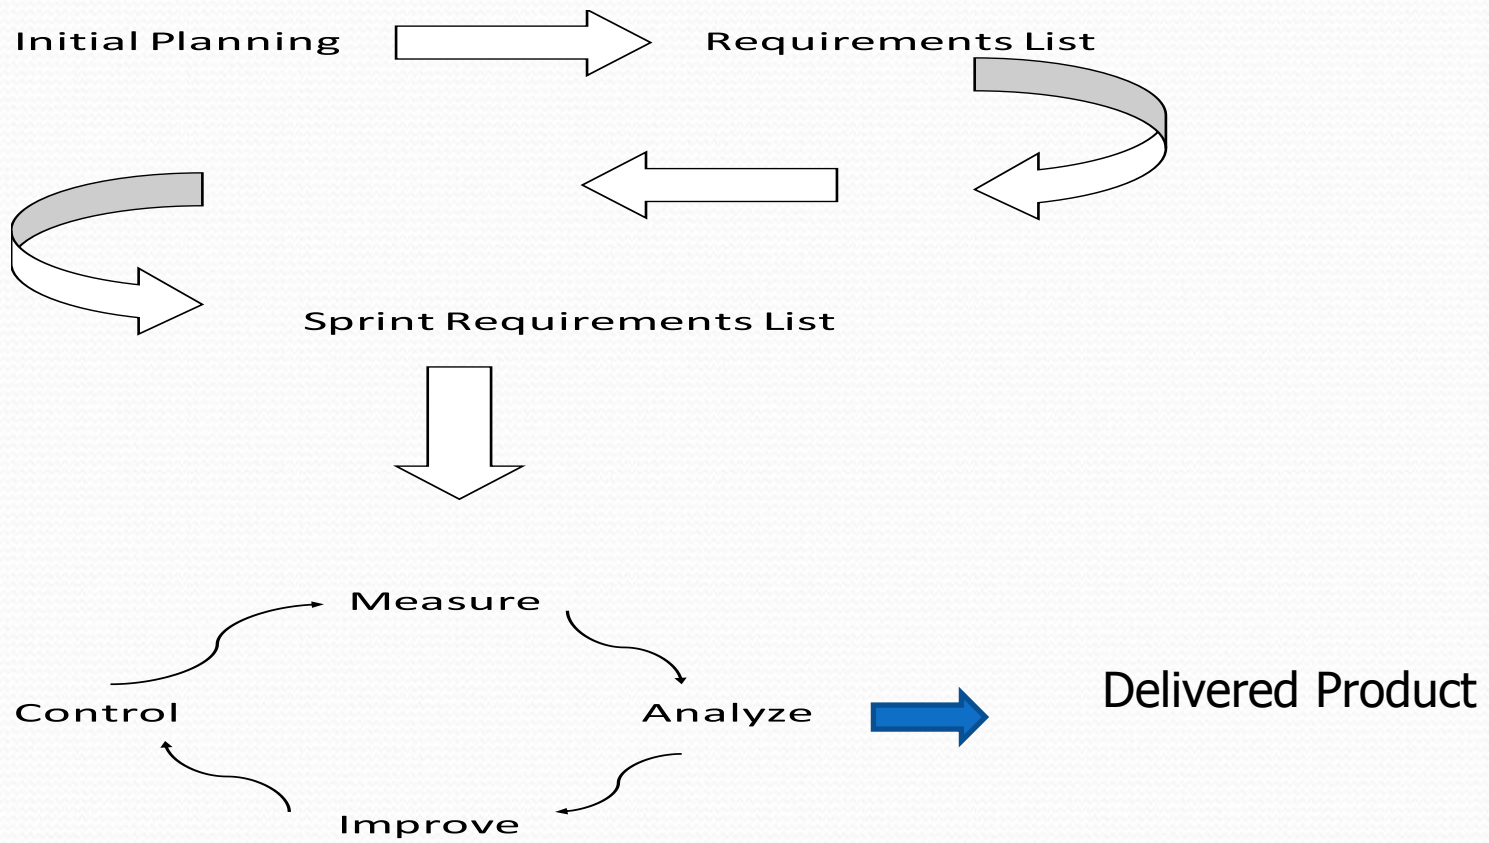 Initial Planning
Requirements List
Sprint Requirements List
Measure
Control
Analyze
Delivered Product
Improve